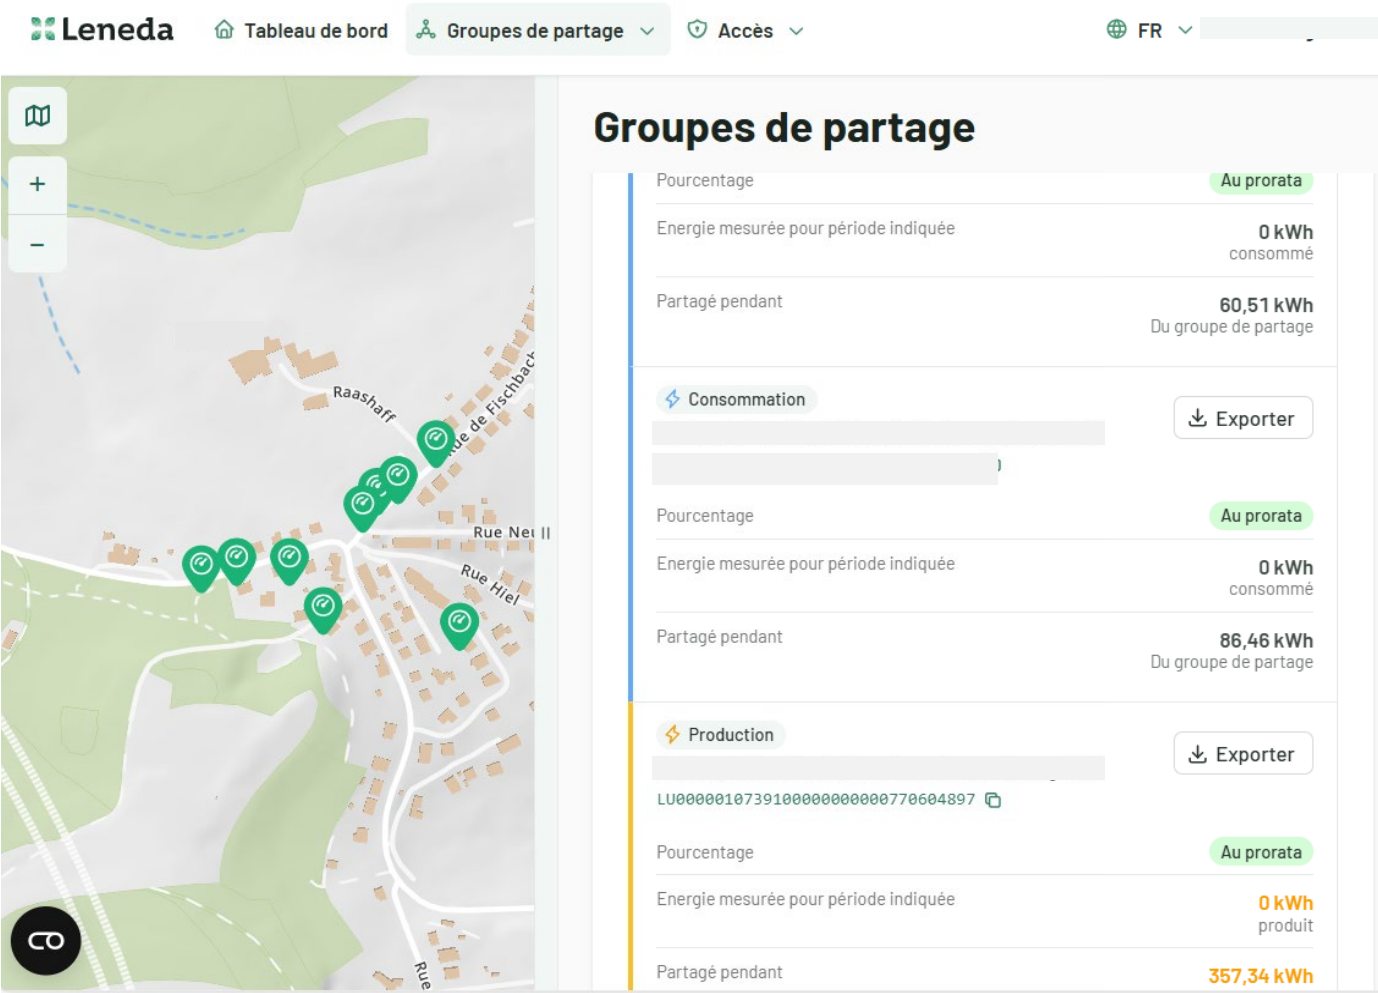 Leneda
Tableau de bord
Groupes de partage
Accès
FR
Groupes de partage
Pourcentage
Au prorata
Energie mesurée pour période indiquée
0 kWh
consommé
Partagé pendant
60,51 kWh
Du groupe de partage
Consommation
Exporter
Pourcentage
Au prorata
Energie mesurée pour période indiquée
0 kWh
consommé
Partagé pendant
86,46 kWh
Du groupe de partage
Production
Exporter
LU0000010739100000000000770604897
Pourcentage
Au prorata
Energie mesurée pour période indiquée
0 kWh
produit
Partagé pendant
357,34 kWh
Raashaff
Rue de Fischbach
Rue Neu
Rue Hiel
Rue